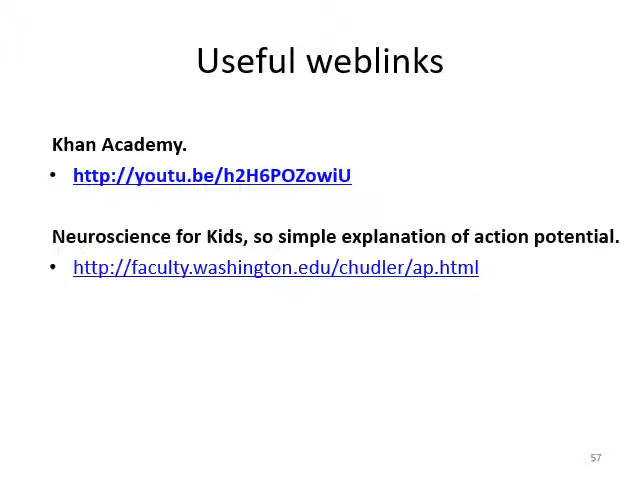 Useful weblinks
Khan Academy.
• http://youtu.be/h2H6POZowiU
Neuroscience for Kids, so simple explanation of action potential.
• http://faculty.washington.edu/chudler/ap.html
57